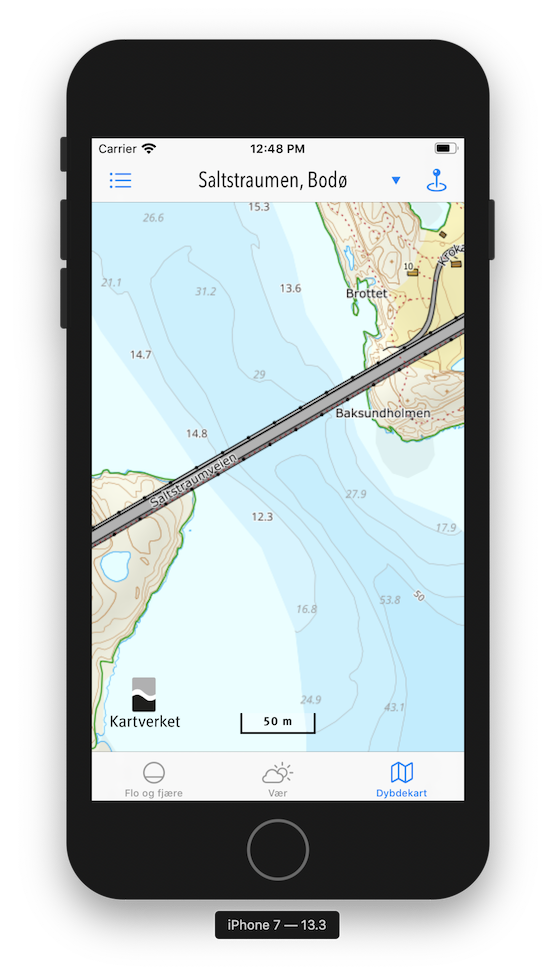 Carrier 12:48 PM
Saltstraumen, Bodø
15.3
26.6
Kroka
10
21.1
31.2
13.6
Brottet
14.7
29
Baksundholmen
14.8
Saltstraumveien
27.9
12.3
17.9
53.8
50
16.8
24.9
43.1
Kartverket
50 m
Flo og fjære Vær Dybdekart
iPhone 7 — 13.3